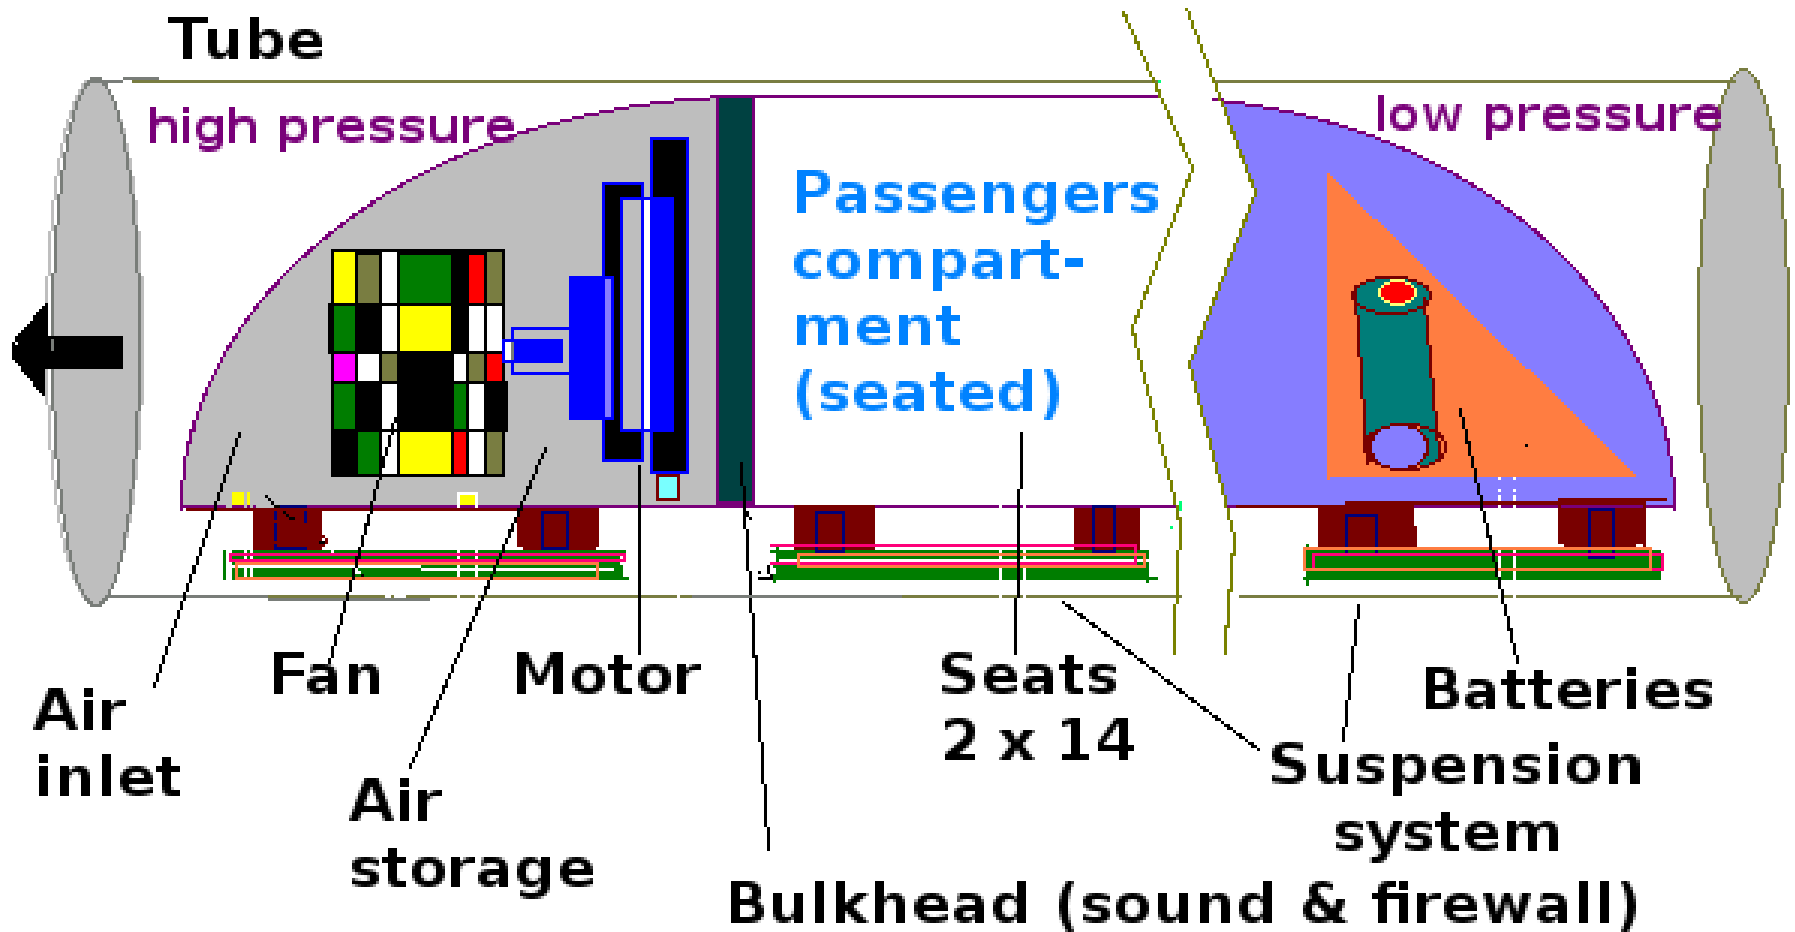 Tube
high pressure
low pressure
Passengers
compart-
ment
(seated)
Fan
Motor
Seats
2 x 14
Batteries
Air
inlet
Air
storage
Suspension
system
Bulkhead (sound & firewall)